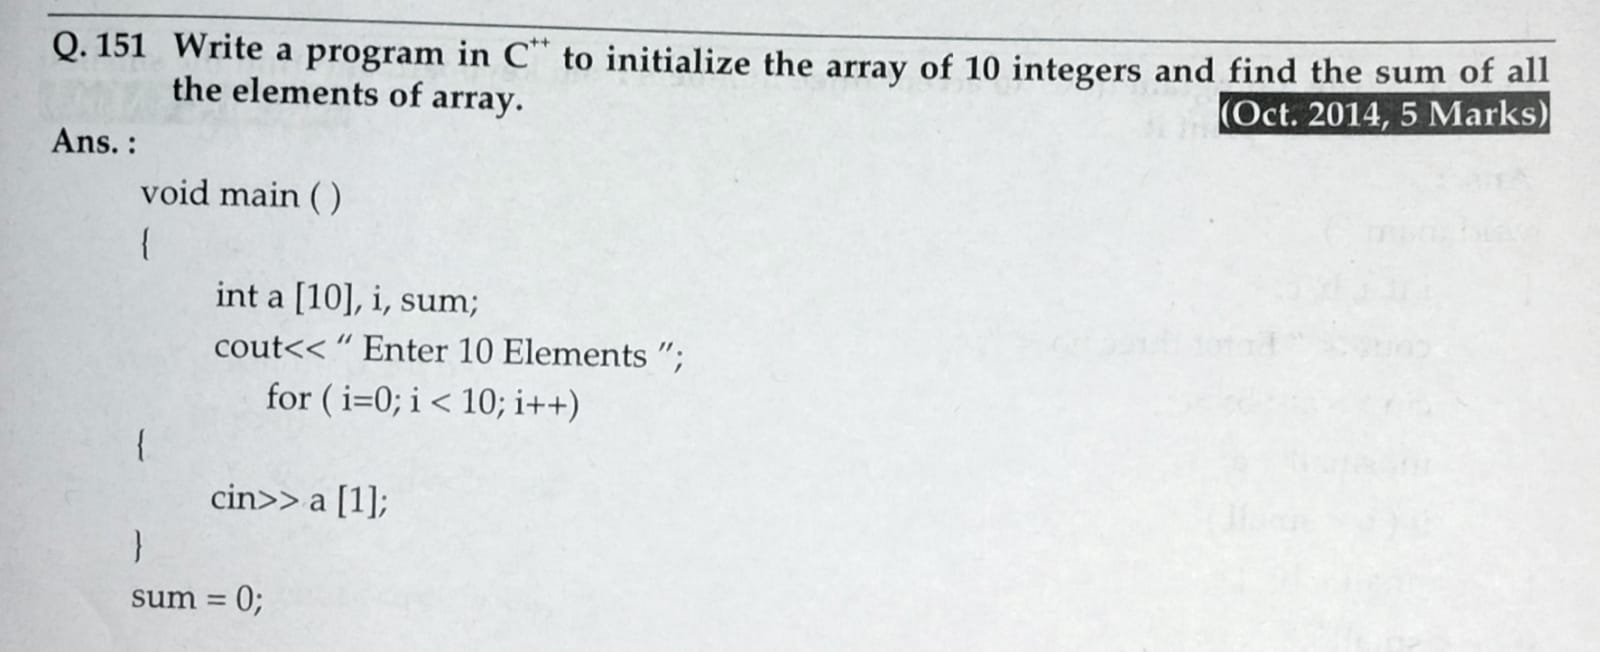 Q. 151 Write a program in C++ to initialize the array of 10 integers and find the sum of all
the elements of array.
(Oct. 2014, 5 Marks)
Ans. :
void main ( )
{
int a [10], i, sum;
cout<< “ Enter 10 Elements ”;
for ( i=0; i < 10; i++)
{
cin>> a [1];
}
sum = 0;